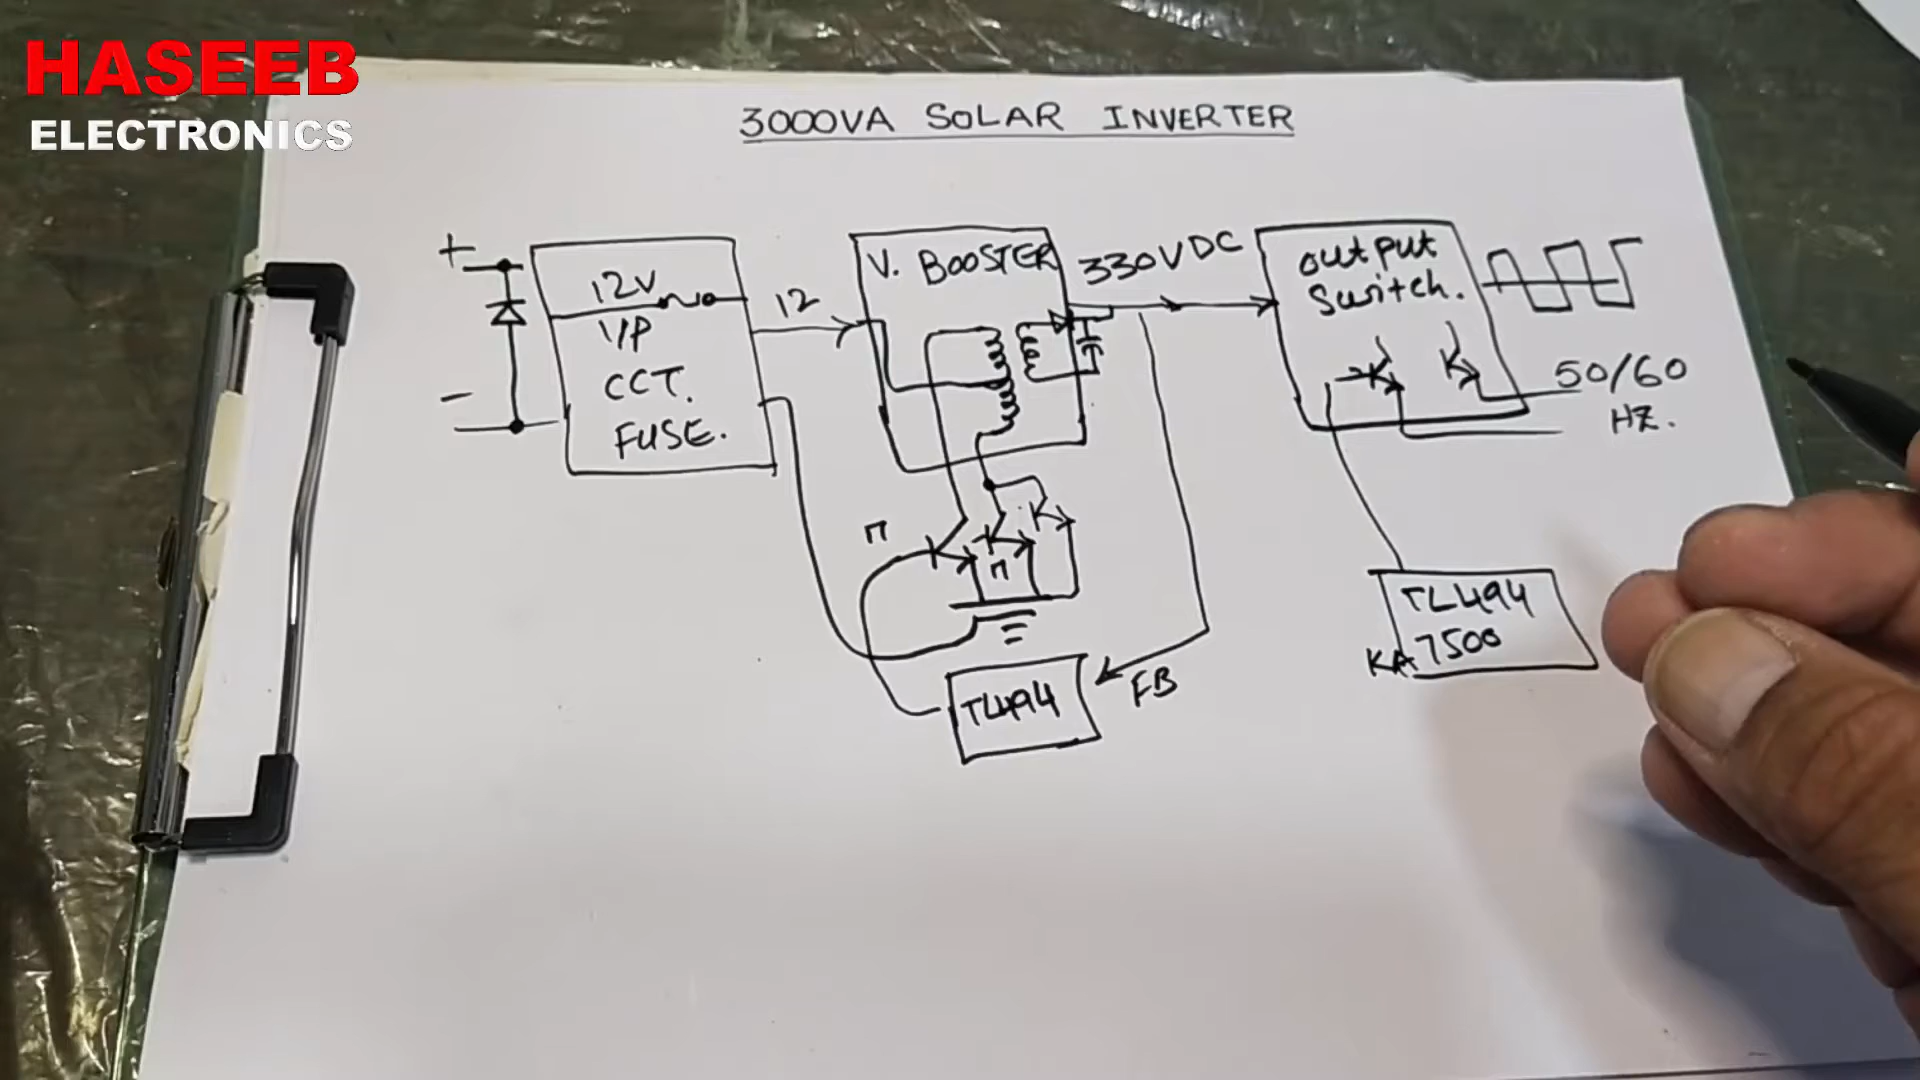 HASEEB
ELECTRONICS
3000VA SOLAR INVERTER
+
12V
I/P
CCT.
FUSE.
-
12
V. BOOSTER
330VDC
output
Switch.
50/60
HZ.
TL494
FB
TL494
KA7500